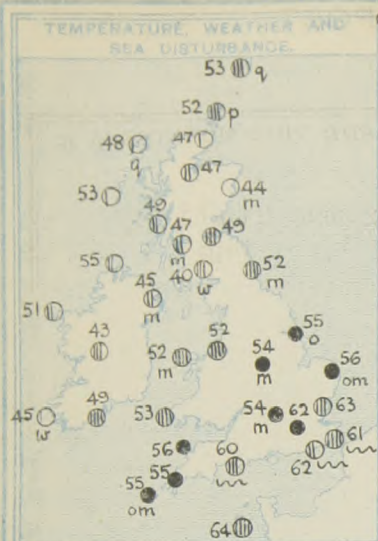 TEMPERATURE, WEATHER AND
SEA DISTURBANCE.
53 q
52 p
48 47
q
47
53 44
m
49
47 49
m
55 40 52
w m
45
m
51
43 52
52
m
55
o
54
m
56
om
45 49 53 54 62 63
w m
56 60 61
62
55
55
om
64